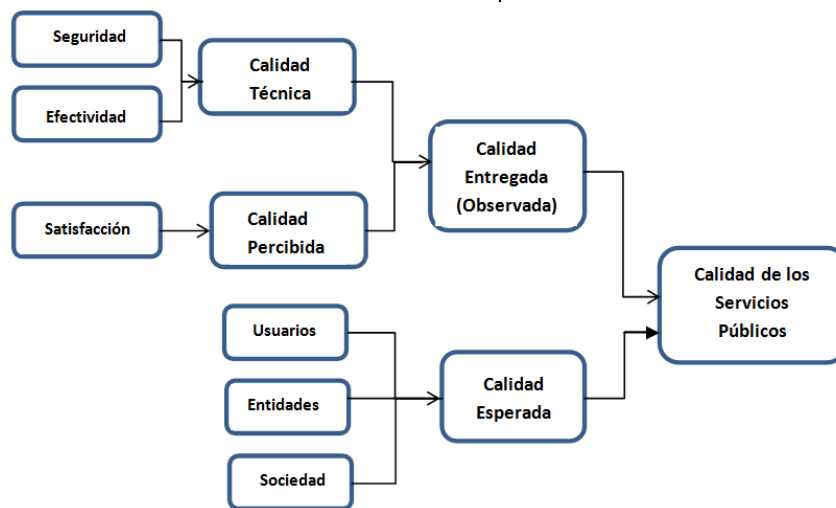 Seguridad
Efectividad
Calidad
Técnica
Satisfacción
Calidad
Percibida
Calidad
Entregada
(Observada)
Usuarios
Entidades
Sociedad
Calidad
Esperada
Calidad de los
Servicios
Públicos